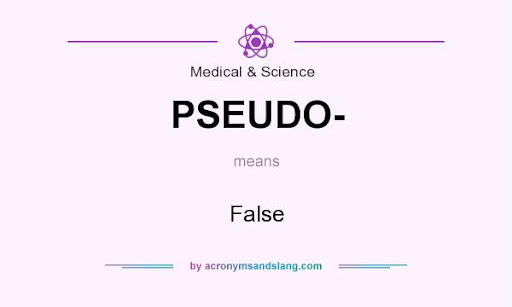 Medical & Science
PSEUDO-
means
False
by acronymsandslang.com